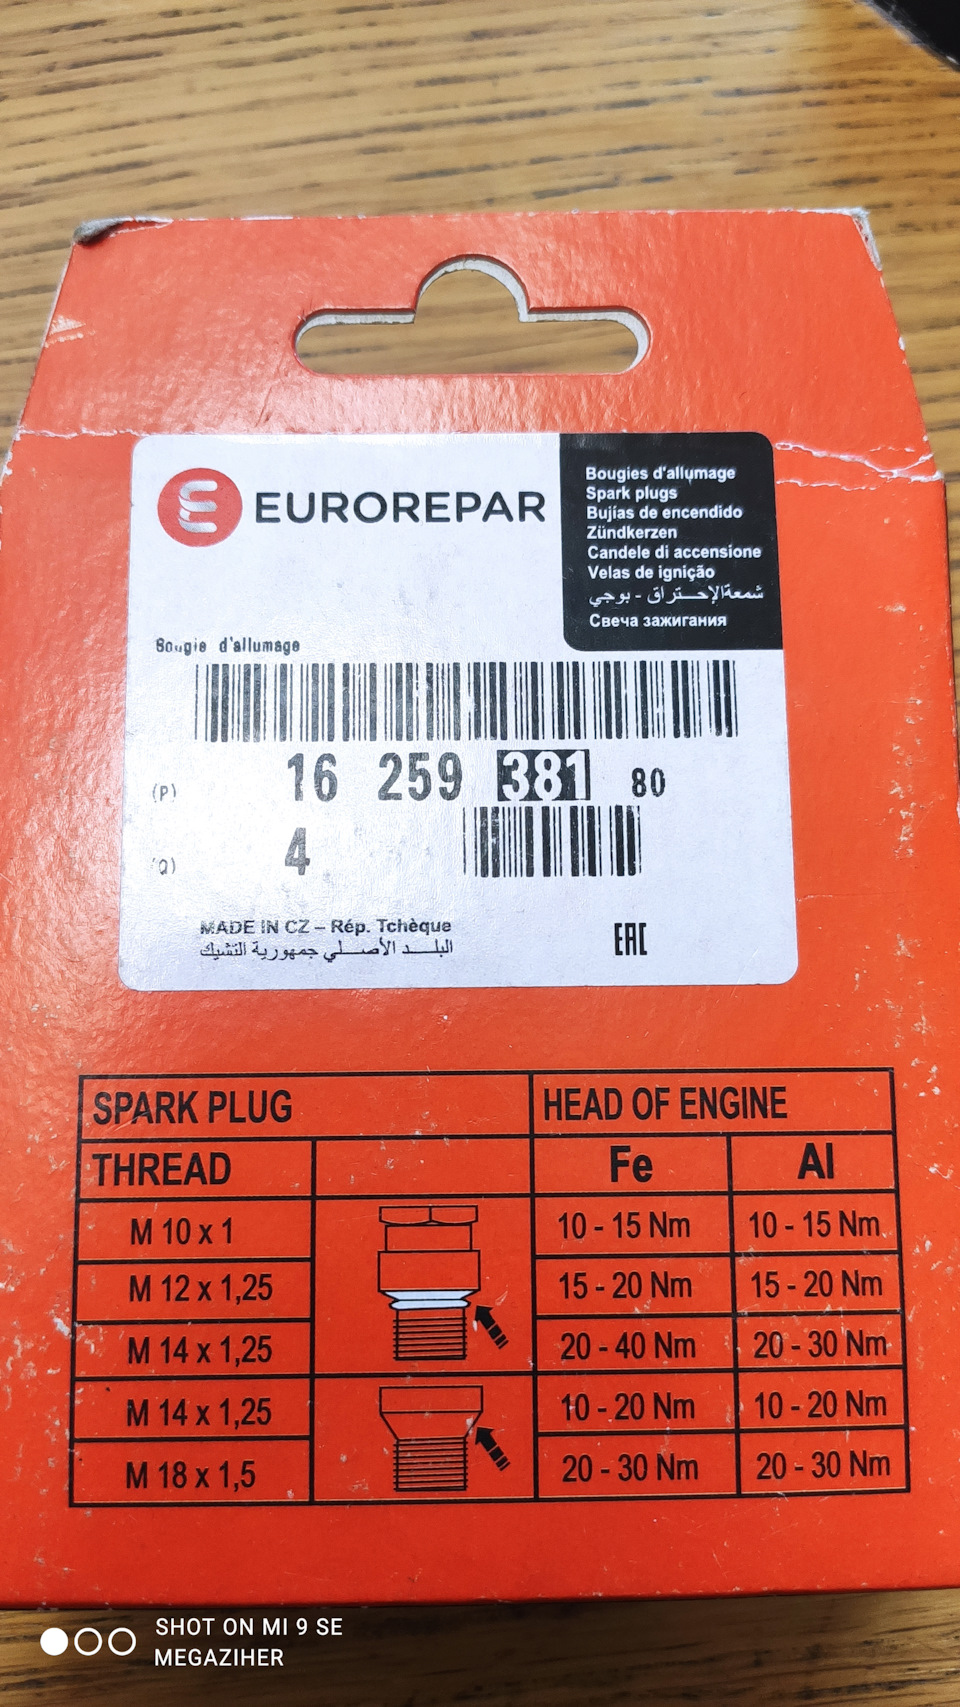 EUROREPAR
Bougies d'allumage
Spark plugs
Bujías de encendido
Zündkerzen
Candele di accensione
Velas de ignição
شمعةالإحـتـراق - بوجي
Свеча зажигания
Bougie d'allumage
(P) 16 259 381 80
(Q) 4
MADE IN CZ – Rép. Tchèque
البلـــد الأصــلي جمهورية التشيك
EAC
SPARK PLUG HEAD OF ENGINE
THREAD Fe Al
M 10 x 1 10 - 15 Nm 10 - 15 Nm
M 12 x 1,25 15 - 20 Nm 15 - 20 Nm
M 14 x 1,25 20 - 40 Nm 20 - 30 Nm
M 14 x 1,25 10 - 20 Nm 10 - 20 Nm
M 18 x 1,5 20 - 30 Nm 20 - 30 Nm
SHOT ON MI 9 SE
MEGAZIHER